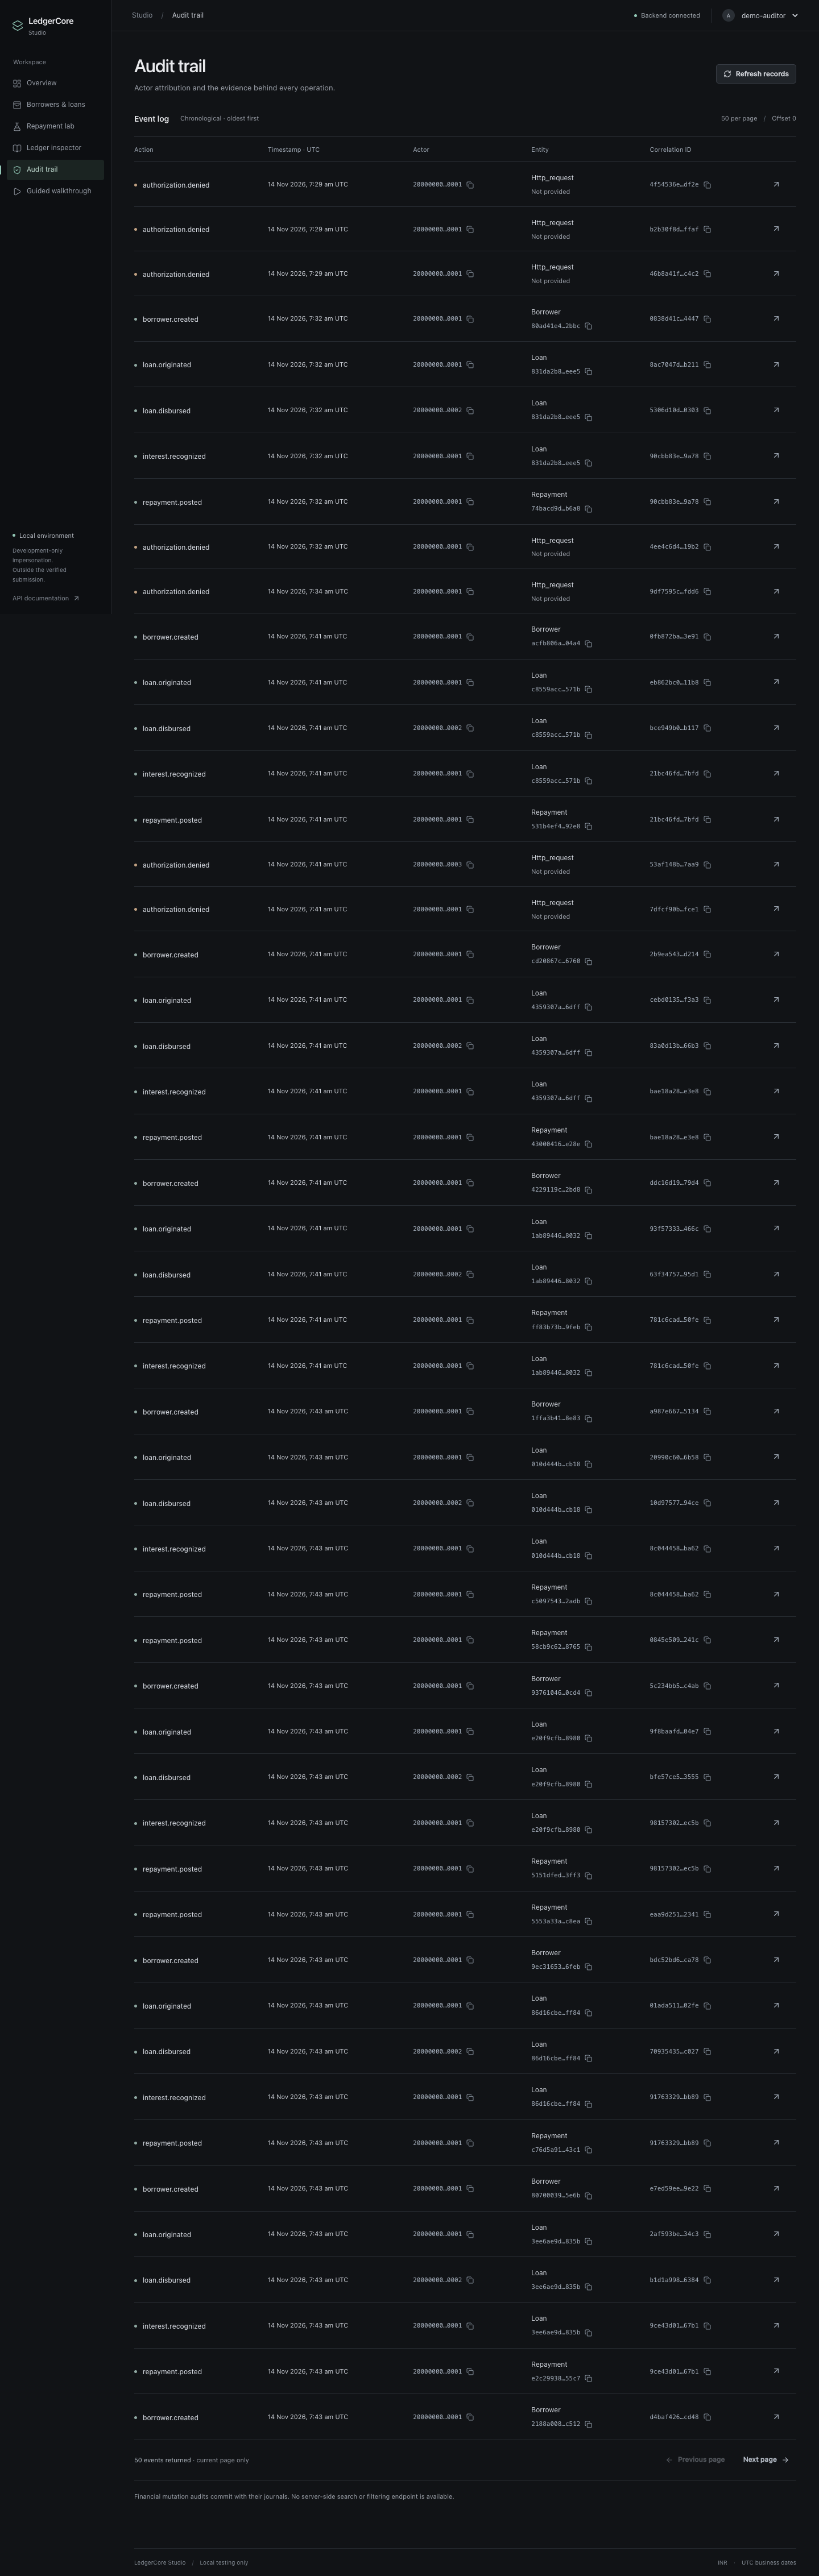 LedgerCore
Studio
Workspace
Overview
Borrowers & loans
Repayment lab
Ledger inspector
Audit trail
Guided walkthrough
Local environment
Development-only
impersonation.
Outside the verified
submission.
API documentation
Studio / Audit trail
Backend connected
A demo-auditor
Audit trail
Actor attribution and the evidence behind every operation.
Refresh records
Event log Chronological · oldest first 50 per page / Offset 0
Action Timestamp · UTC Actor Entity Correlation ID
authorization.denied 14 Nov 2026, 7:29 am UTC 20000000…0001 Http_request 4f54536e…df2e
Not provided
authorization.denied 14 Nov 2026, 7:29 am UTC 20000000…0001 Http_request b2b30f8d…ffaf
Not provided
authorization.denied 14 Nov 2026, 7:29 am UTC 20000000…0001 Http_request 46b8a41f…c4c2
Not provided
borrower.created 14 Nov 2026, 7:32 am UTC 20000000…0001 Borrower 0838d41c…4447
80ad41e4…2bbc
loan.originated 14 Nov 2026, 7:32 am UTC 20000000…0001 Loan 8ac7047d…b211
831da2b8…eee5
loan.disbursed 14 Nov 2026, 7:32 am UTC 20000000…0002 Loan 5306d10d…0303
831da2b8…eee5
interest.recognized 14 Nov 2026, 7:32 am UTC 20000000…0001 Loan 90cbb83e…9a78
831da2b8…eee5
repayment.posted 14 Nov 2026, 7:32 am UTC 20000000…0001 Repayment 90cbb83e…9a78
74bacd9d…b6a8
authorization.denied 14 Nov 2026, 7:32 am UTC 20000000…0001 Http_request 4ee4c6d4…19b2
Not provided
authorization.denied 14 Nov 2026, 7:34 am UTC 20000000…0001 Http_request 9df7595c…fdd6
Not provided
borrower.created 14 Nov 2026, 7:41 am UTC 20000000…0001 Borrower 0fb872ba…3e91
acfb806a…04a4
loan.originated 14 Nov 2026, 7:41 am UTC 20000000…0001 Loan eb862bc0…11b8
c8559acc…571b
loan.disbursed 14 Nov 2026, 7:41 am UTC 20000000…0002 Loan bce949b0…b117
c8559acc…571b
interest.recognized 14 Nov 2026, 7:41 am UTC 20000000…0001 Loan 21bc46fd…7bfd
c8559acc…571b
repayment.posted 14 Nov 2026, 7:41 am UTC 20000000…0001 Repayment 21bc46fd…7bfd
531b4ef4…92e8
authorization.denied 14 Nov 2026, 7:41 am UTC 20000000…0003 Http_request 53af148b…7aa9
Not provided
authorization.denied 14 Nov 2026, 7:41 am UTC 20000000…0001 Http_request 7dfcf90b…fce1
Not provided
borrower.created 14 Nov 2026, 7:41 am UTC 20000000…0001 Borrower 2b9ea543…d214
cd20867c…6760
loan.originated 14 Nov 2026, 7:41 am UTC 20000000…0001 Loan cebd0135…f3a3
4359307a…6dff
loan.disbursed 14 Nov 2026, 7:41 am UTC 20000000…0002 Loan 83a0d13b…66b3
4359307a…6dff
interest.recognized 14 Nov 2026, 7:41 am UTC 20000000…0001 Loan bae18a28…e3e8
4359307a…6dff
repayment.posted 14 Nov 2026, 7:41 am UTC 20000000…0001 Repayment bae18a28…e3e8
43000416…e28e
borrower.created 14 Nov 2026, 7:41 am UTC 20000000…0001 Borrower ddc16d19…79d4
4229119c…2bd8
loan.originated 14 Nov 2026, 7:41 am UTC 20000000…0001 Loan 93f57333…466c
1ab89446…8032
loan.disbursed 14 Nov 2026, 7:41 am UTC 20000000…0002 Loan 63f34757…95d1
1ab89446…8032
repayment.posted 14 Nov 2026, 7:41 am UTC 20000000…0001 Repayment 781c6cad…50fe
ff83b73b…9feb
interest.recognized 14 Nov 2026, 7:41 am UTC 20000000…0001 Loan 781c6cad…50fe
1ab89446…8032
borrower.created 14 Nov 2026, 7:43 am UTC 20000000…0001 Borrower a987e667…5134
1ffa3b41…8e83
loan.originated 14 Nov 2026, 7:43 am UTC 20000000…0001 Loan 20990c60…6b58
010d444b…cb18
loan.disbursed 14 Nov 2026, 7:43 am UTC 20000000…0002 Loan 10d97577…94ce
010d444b…cb18
interest.recognized 14 Nov 2026, 7:43 am UTC 20000000…0001 Loan 8c044458…ba62
010d444b…cb18
repayment.posted 14 Nov 2026, 7:43 am UTC 20000000…0001 Repayment 8c044458…ba62
c5097543…2adb
repayment.posted 14 Nov 2026, 7:43 am UTC 20000000…0001 Repayment 0845e509…241c
58cb9c62…8765
borrower.created 14 Nov 2026, 7:43 am UTC 20000000…0001 Borrower 5c234bb5…c4ab
93761046…0cd4
loan.originated 14 Nov 2026, 7:43 am UTC 20000000…0001 Loan 9f8baafd…04e7
e20f9cfb…8980
loan.disbursed 14 Nov 2026, 7:43 am UTC 20000000…0002 Loan bfe57ce5…3555
e20f9cfb…8980
interest.recognized 14 Nov 2026, 7:43 am UTC 20000000…0001 Loan 98157302…ec5b
e20f9cfb…8980
repayment.posted 14 Nov 2026, 7:43 am UTC 20000000…0001 Repayment 98157302…ec5b
5151dfed…3ff3
repayment.posted 14 Nov 2026, 7:43 am UTC 20000000…0001 Repayment eaa9d251…2341
5553a33a…c8ea
borrower.created 14 Nov 2026, 7:43 am UTC 20000000…0001 Borrower bdc52bd6…ca78
9ec31653…6feb
loan.originated 14 Nov 2026, 7:43 am UTC 20000000…0001 Loan 01ada511…02fe
86d16cbe…ff84
loan.disbursed 14 Nov 2026, 7:43 am UTC 20000000…0002 Loan 70935435…c027
86d16cbe…ff84
interest.recognized 14 Nov 2026, 7:43 am UTC 20000000…0001 Loan 91763329…bb89
86d16cbe…ff84
repayment.posted 14 Nov 2026, 7:43 am UTC 20000000…0001 Repayment 91763329…bb89
c76d5a91…43c1
borrower.created 14 Nov 2026, 7:43 am UTC 20000000…0001 Borrower e7ed59ee…9e22
80700039…5e6b
loan.originated 14 Nov 2026, 7:43 am UTC 20000000…0001 Loan 2af593be…34c3
3ee6ae9d…835b
loan.disbursed 14 Nov 2026, 7:43 am UTC 20000000…0002 Loan b1d1a998…6384
3ee6ae9d…835b
interest.recognized 14 Nov 2026, 7:43 am UTC 20000000…0001 Loan 9ce43d01…67b1
3ee6ae9d…835b
repayment.posted 14 Nov 2026, 7:43 am UTC 20000000…0001 Repayment 9ce43d01…67b1
e2c29938…55c7
borrower.created 14 Nov 2026, 7:43 am UTC 20000000…0001 Borrower d4baf426…cd48
2188a008…c512
50 events returned · current page only Previous page Next page
Financial mutation audits commit with their journals. No server-side search or filtering endpoint is available.
LedgerCore Studio / Local testing only INR · UTC business dates